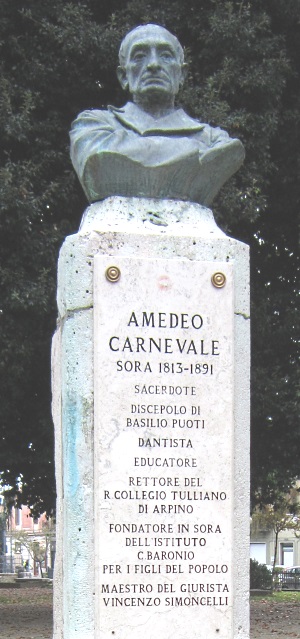 AMEDEO
CARNEVALE
SORA 1813-1891
SACERDOTE
DISCEPOLO DI
BASILIO PUOTI
DANTISTA
EDUCATORE
RETTORE DEL
R. COLLEGIO TULLIANO
DI ARPINO
FONDATORE IN SORA
DELL'ISTITUTO
C. BARONIO
PER I FIGLI DEL POPOLO
MAESTRO DEL GIURISTA
VINCENZO SIMONCELLI